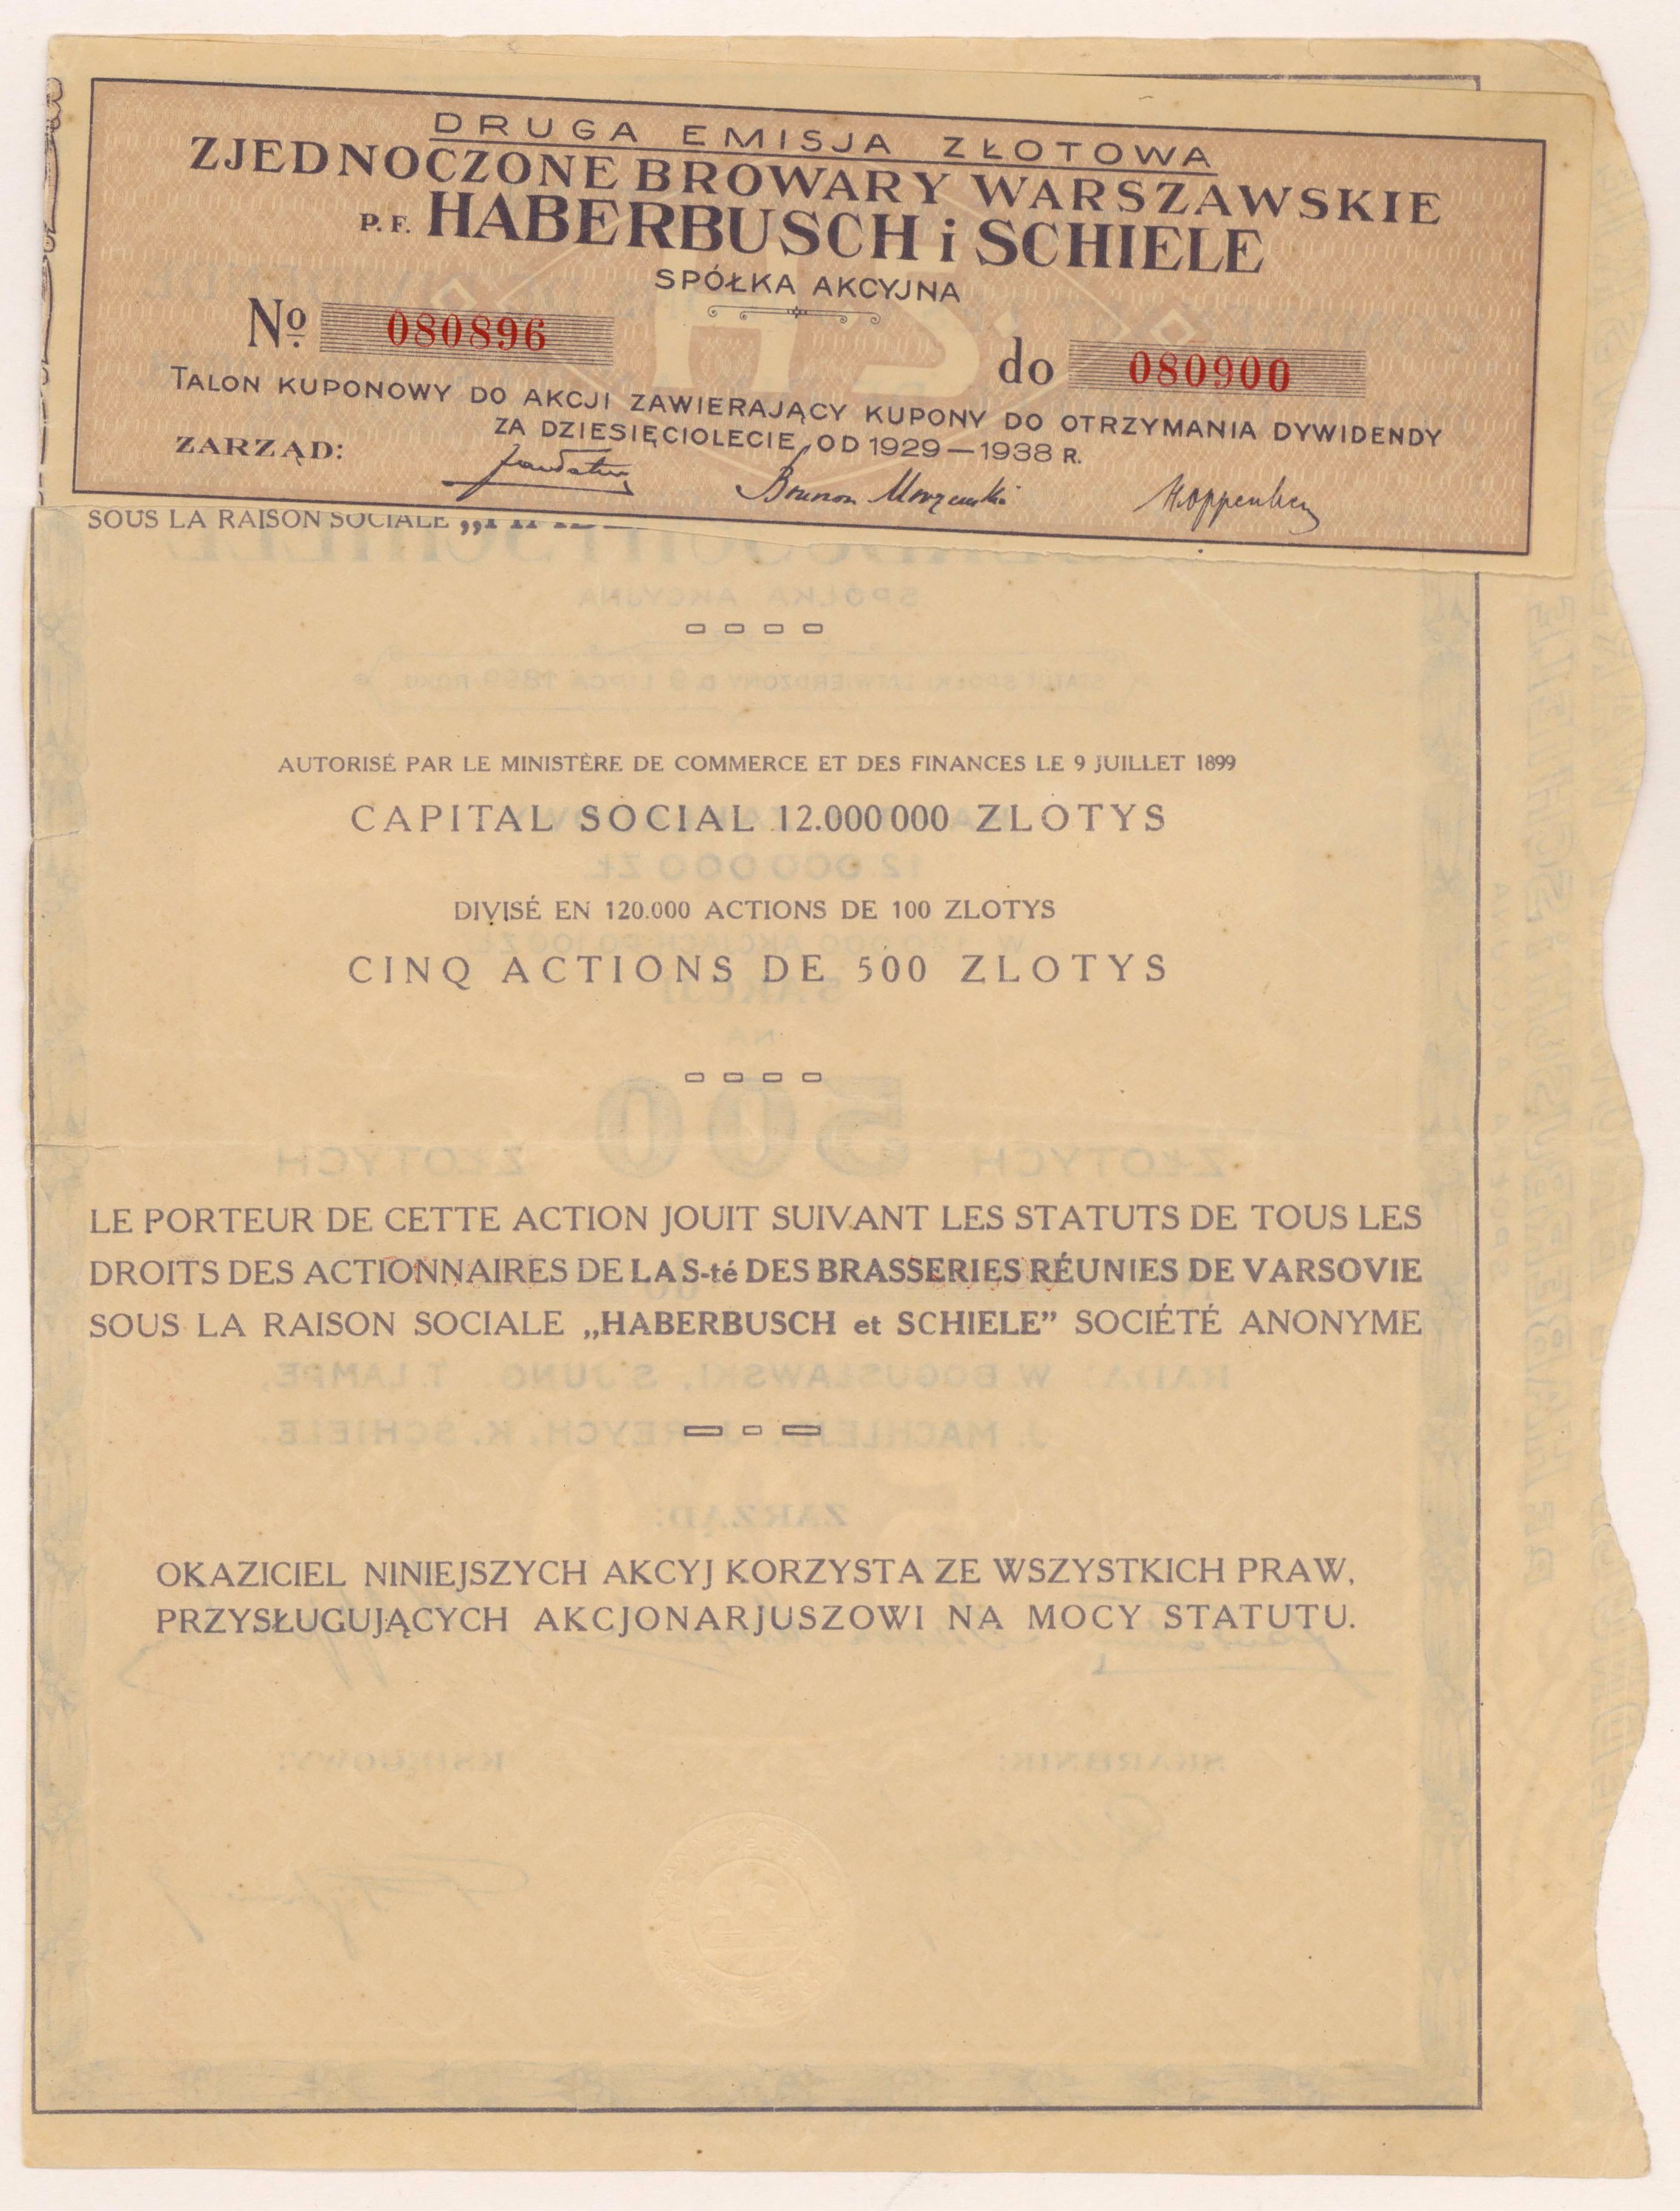 DRUGA EMISJA ZŁOTOWA
ZJEDNOCZONE BROWARY WARSZAWSKIE
P. F. HABERBUSCH i SCHIELE
SPÓŁKA AKCYJNA
No 080896 do 080900
TALON KUPONOWY DO AKCJI ZAWIERAJĄCY KUPONY DO OTRZYMANIA DYWIDENDY
ZA DZIESIĘCIOLECIE OD 1929—1938 R.
ZARZĄD:
SOUS LA RAISON SOCIALE
AUTORISÉ PAR LE MINISTÈRE DE COMMERCE ET DES FINANCES LE 9 JUILLET 1899
CAPITAL SOCIAL 12.000000 ZLOTYS
DIVISÉ EN 120.000 ACTIONS DE 100 ZLOTYS
CINQ ACTIONS DE 500 ZLOTYS
LE PORTEUR DE CETTE ACTION JOUIT SUIVANT LES STATUTS DE TOUS LES
DROITS DES ACTIONNAIRES DE LA S-té DES BRASSERIES RÉUNIES DE VARSOVIE
SOUS LA RAISON SOCIALE „HABERBUSCH et SCHIELE” SOCIÉTÉ ANONYME
OKAZICIEL NINIEJSZYCH AKCYJ KORZYSTA ZE WSZYSTKICH PRAW,
PRZYSŁUGUJĄCYCH AKCJONARJUSZOWI NA MOCY STATUTU.